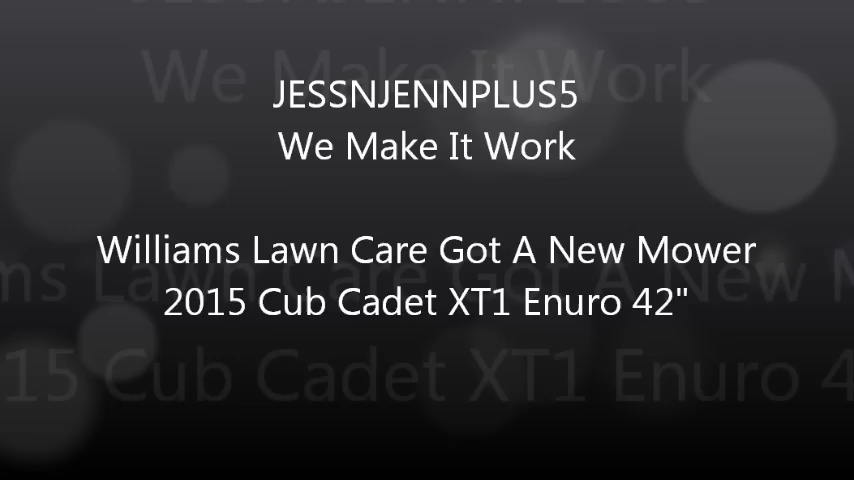 JESSNJENNPLUS5
We Make It Work
Williams Lawn Care Got A New Mower
2015 Cub Cadet XT1 Enuro 42"